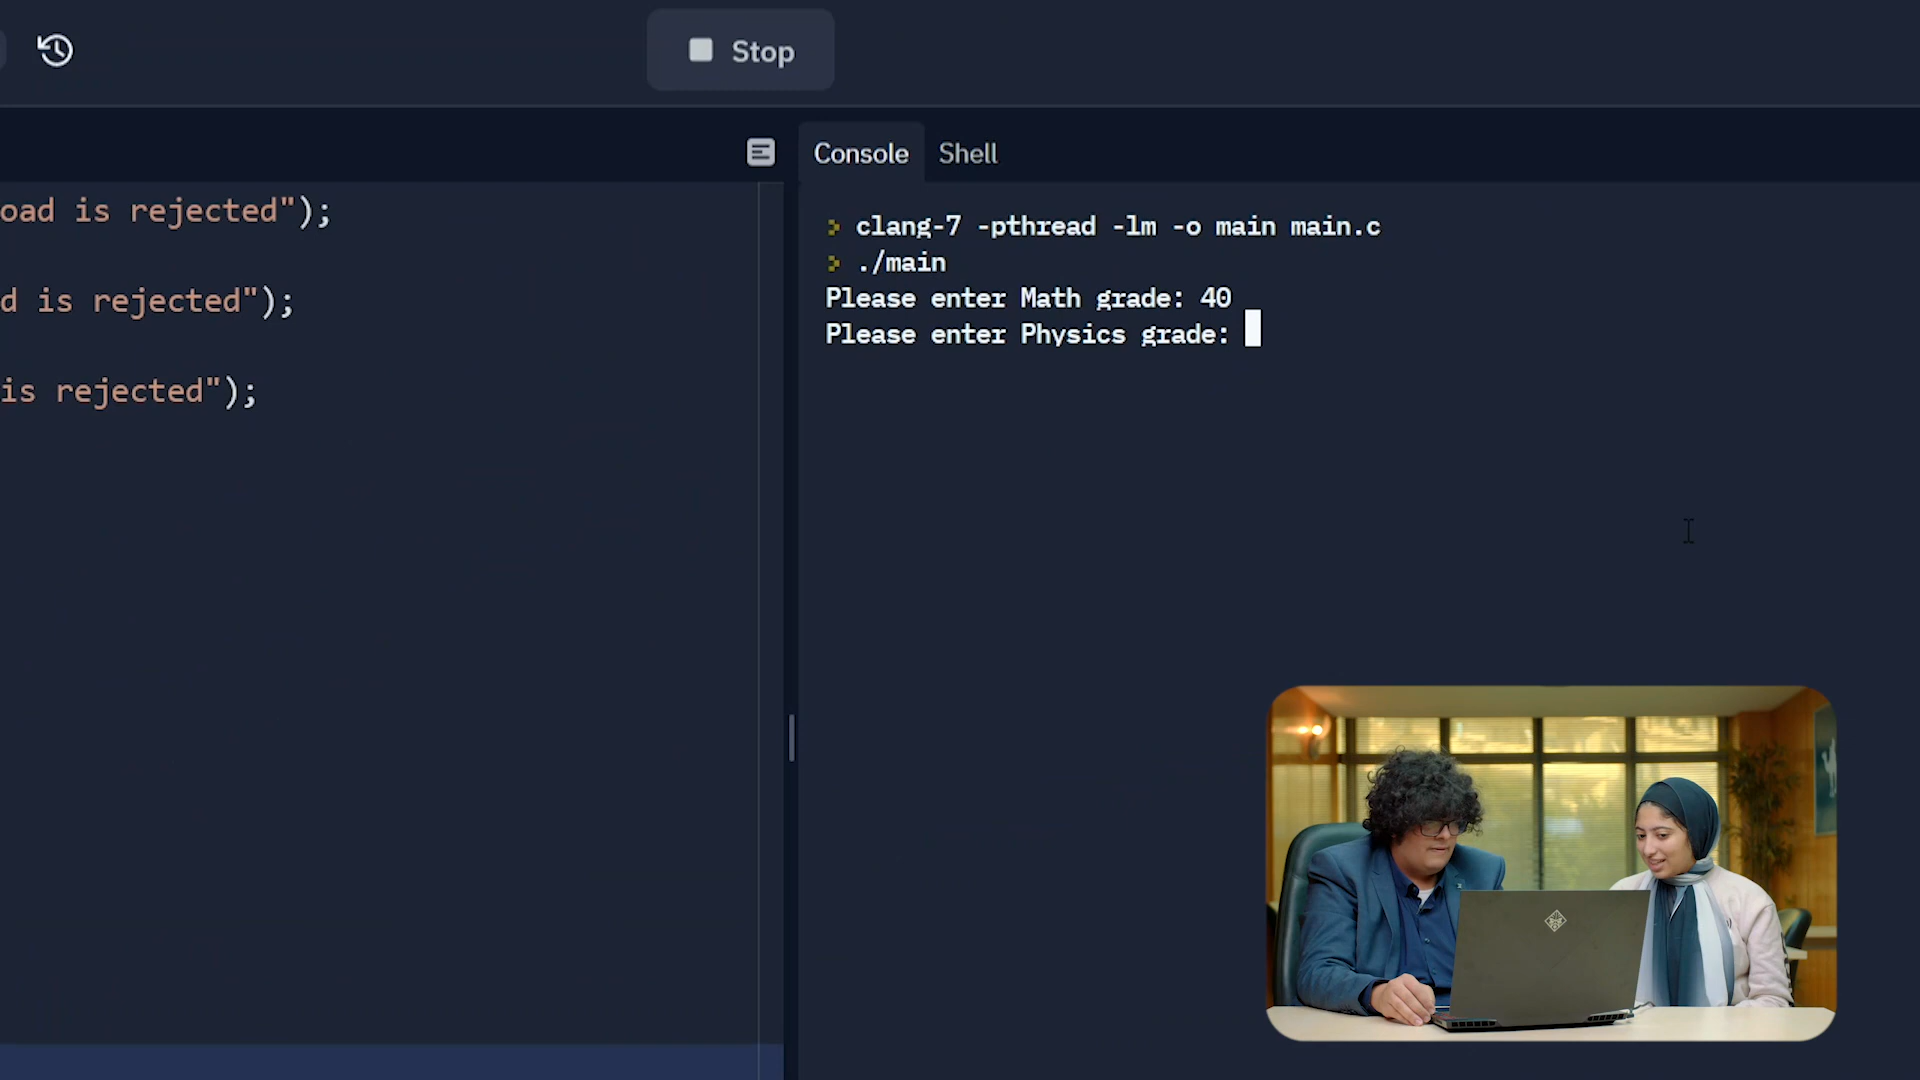 Stop
Console Shell
oad is rejected");
d is rejected");
is rejected");
> clang-7 -pthread -lm -o main main.c
> ./main
Please enter Math grade: 40
Please enter Physics grade: